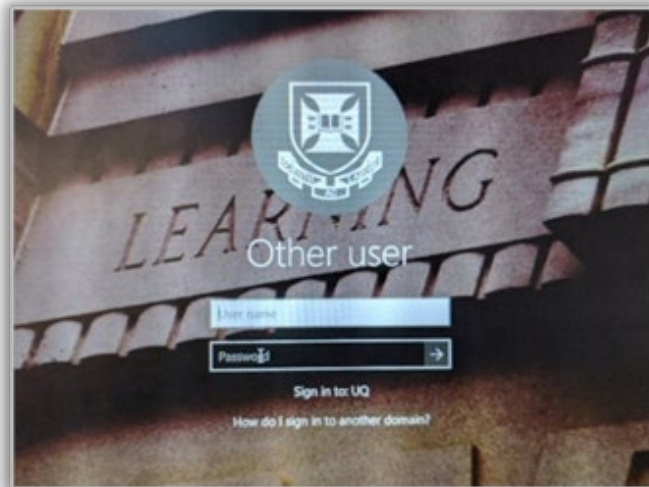 LEARNING
Other user
User name
Password
Sign in to: UQ
How do I sign in to another domain?